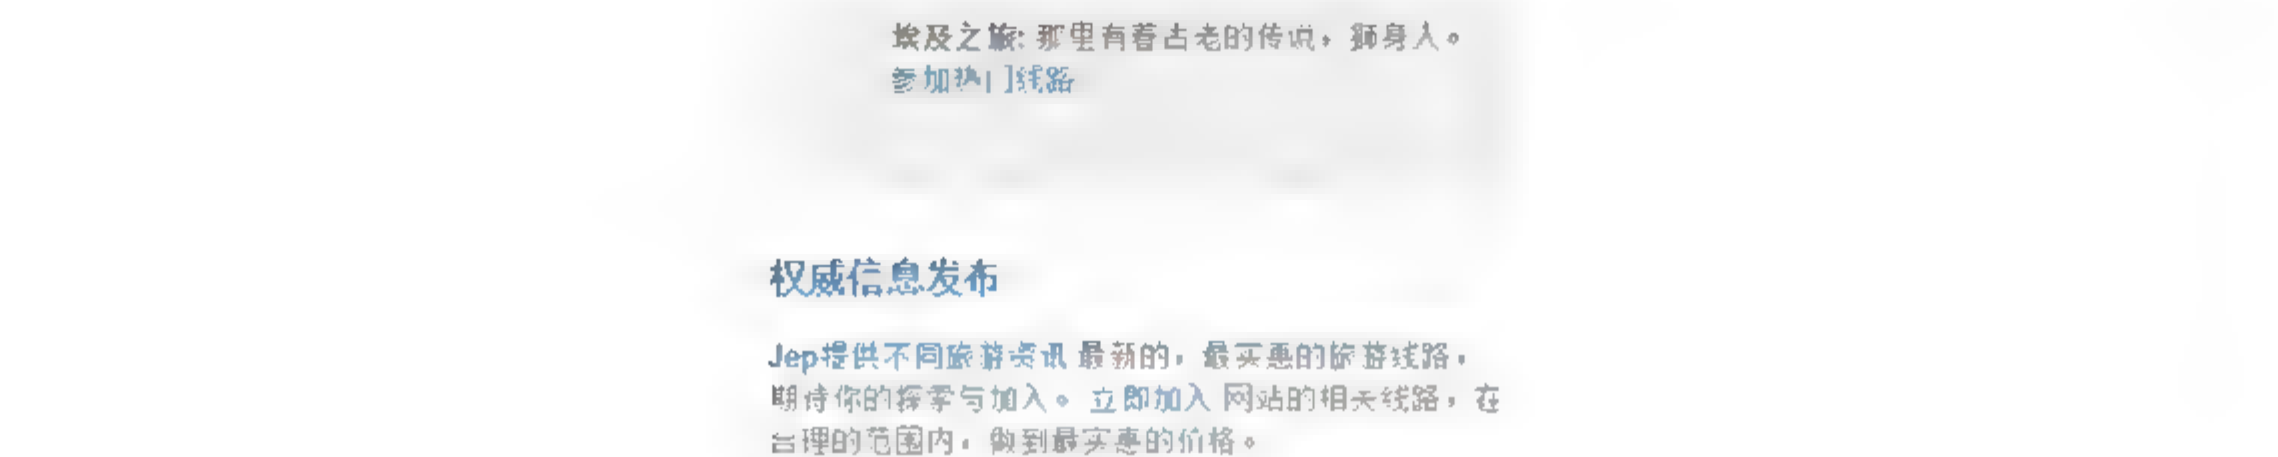 埃及之旅: 那里有着古老的传说，狮身人。
参加热门线路
权威信息发布
Jep提供不同旅游资讯 最新的，最实惠的旅游线路，
期待你的探索与加入。 立即加入 网站的相关线路，在
合理的范围内，做到最实惠的价格。